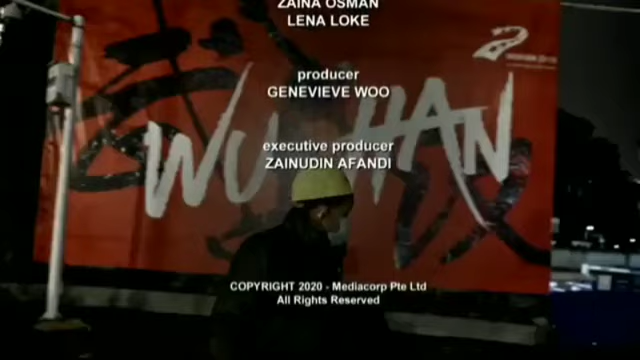 ZAINA OSMAN
LENA LOKE
producer
GENEVIEVE WOO
executive producer
ZAINUDIN AFANDI
WUHAN
COPYRIGHT 2020 - Mediacorp Pte Ltd
All Rights Reserved